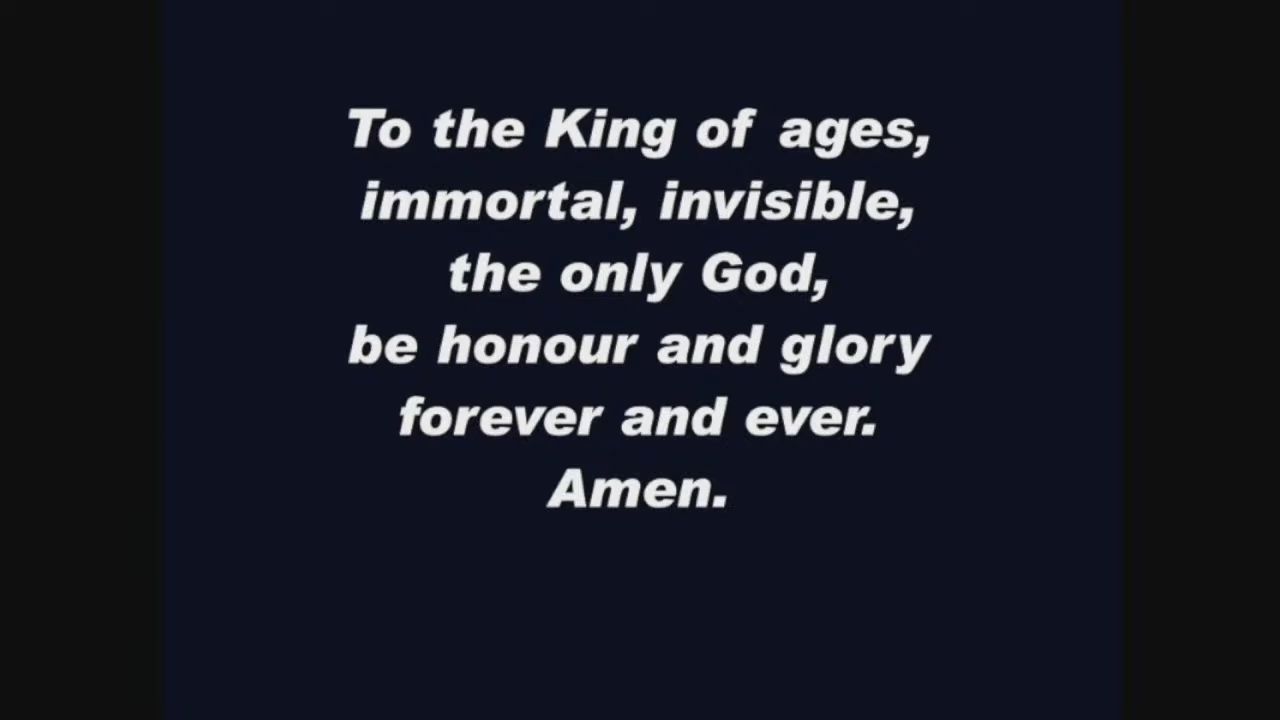 To the King of ages,
immortal, invisible,
the only God,
be honour and glory
forever and ever.
Amen.